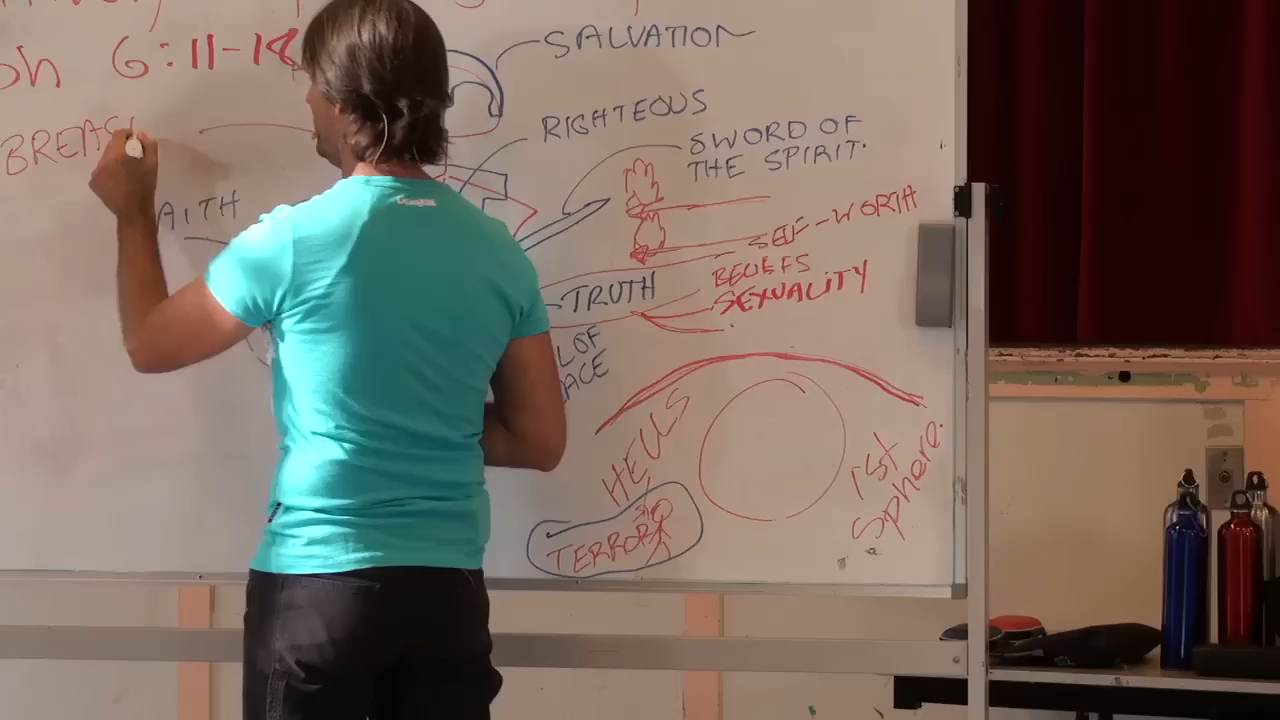 ph 6:11-18
SALVATION
RIGHTEOUS
BREAS
SWORD OF
THE SPIRIT.
AITH
SELF-WORTH
BELIEFS
TRUTH
SEXUALITY
L OF
ACE
HELLS
1st
Sphere.
TERROR